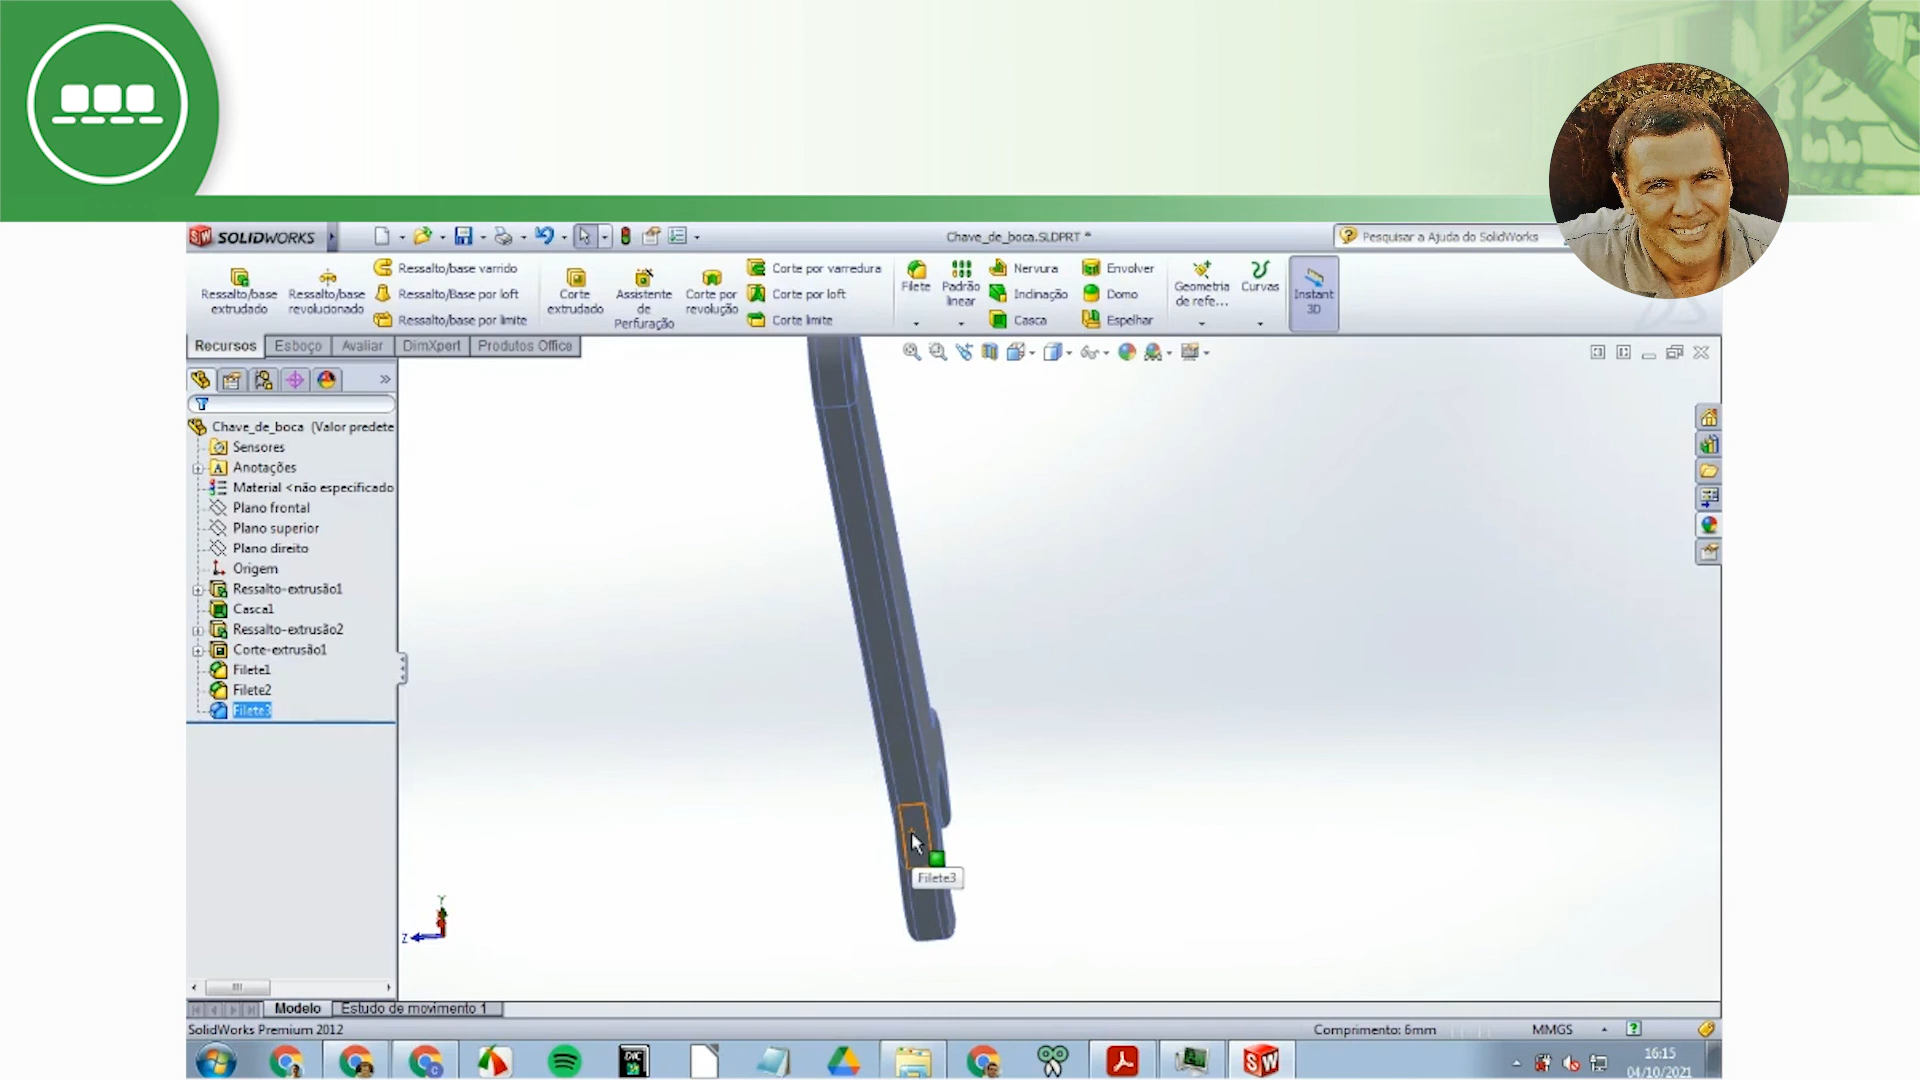 SOLIDWORKS
Chave_de_boca.SLDPRT *
Pesquisar a Ajuda do SolidWorks
Ressalto/base extrudado
Ressalto/base revolucionado
Ressalto/base varrido
Ressalto/Base por loft
Ressalto/base por limite
Corte extrudado
Assistente de Perfuração
Corte por revolução
Corte por varredura
Corte por loft
Corte limite
Filete
Padrão linear
Nervura
Inclinação
Casca
Envolver
Domo
Espelhar
Geometria de refe...
Curvas
Instant 3D
Recursos
Esboço
Avaliar
DimXpert
Produtos Office
Chave_de_boca (Valor predete
Sensores
Anotações
Material <não especificado
Plano frontal
Plano superior
Plano direito
Origem
Ressalto-extrusão1
Casca1
Ressalto-extrusão2
Corte-extrusão1
Filete1
Filete2
Filete3
Filete3
Y
Z
Modelo
Estudo de movimento 1
SolidWorks Premium 2012
Comprimento: 6mm
MMGS
16:15
04/10/2021